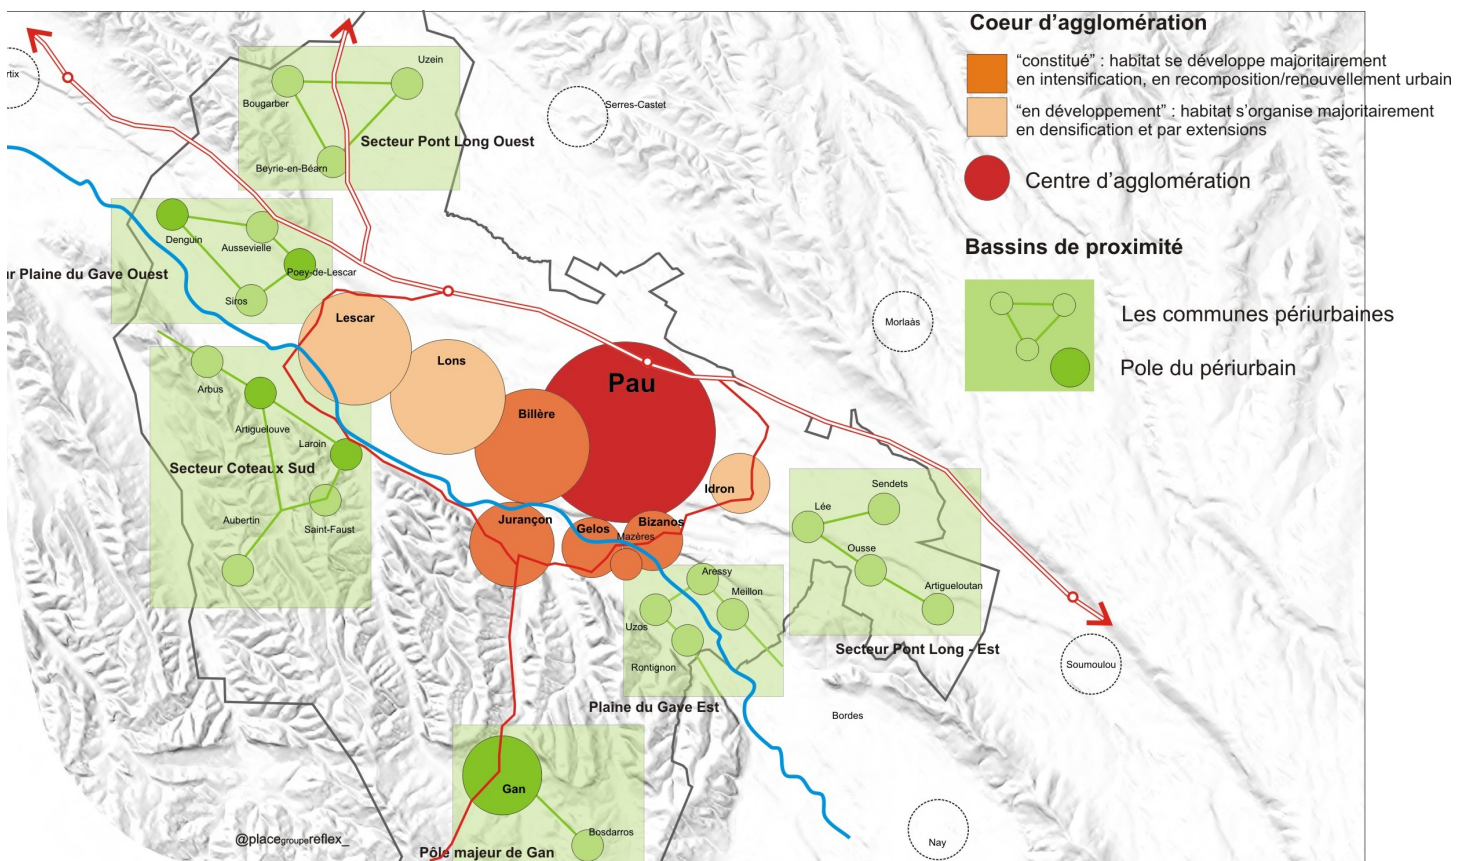 Coeur d’agglomération
“constitué” : habitat se développe majoritairement
en intensification, en recomposition/renouvellement urbain
“en développement” : habitat s’organise majoritairement
en densification et par extensions
Centre d’agglomération
Bassins de proximité
Les communes périurbaines
Pole du périurbain
rtix
Uzein
Bougarber
Serres-Castet
Secteur Pont Long Ouest
Beyrie-en-Béarn
Denguin
Aussevielle
Poey-de-Lescar
ur Plaine du Gave Ouest
Siros
Lescar
Morlaàs
Lons
Pau
Arbus
Billère
Artiguelouve
Laroin
Secteur Coteaux Sud
Idron
Sendets
Lée
Aubertin
Saint-Faust
Jurançon
Gelos
Bizanos
Mazères
Ousse
Aressy
Meillon
Artigueloutan
Uzos
Rontignon
Secteur Pont Long - Est
Soumoulou
Plaine du Gave Est
Bordes
Gan
Bosdarros
Nay
@placegroupereflex_
Pôle majeur de Gan